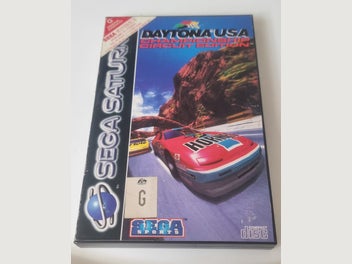 DAYTONA USA
CHAMPIONSHIP
CIRCUIT EDITION
SEGA SATURN
G
SEGA
SPORTS